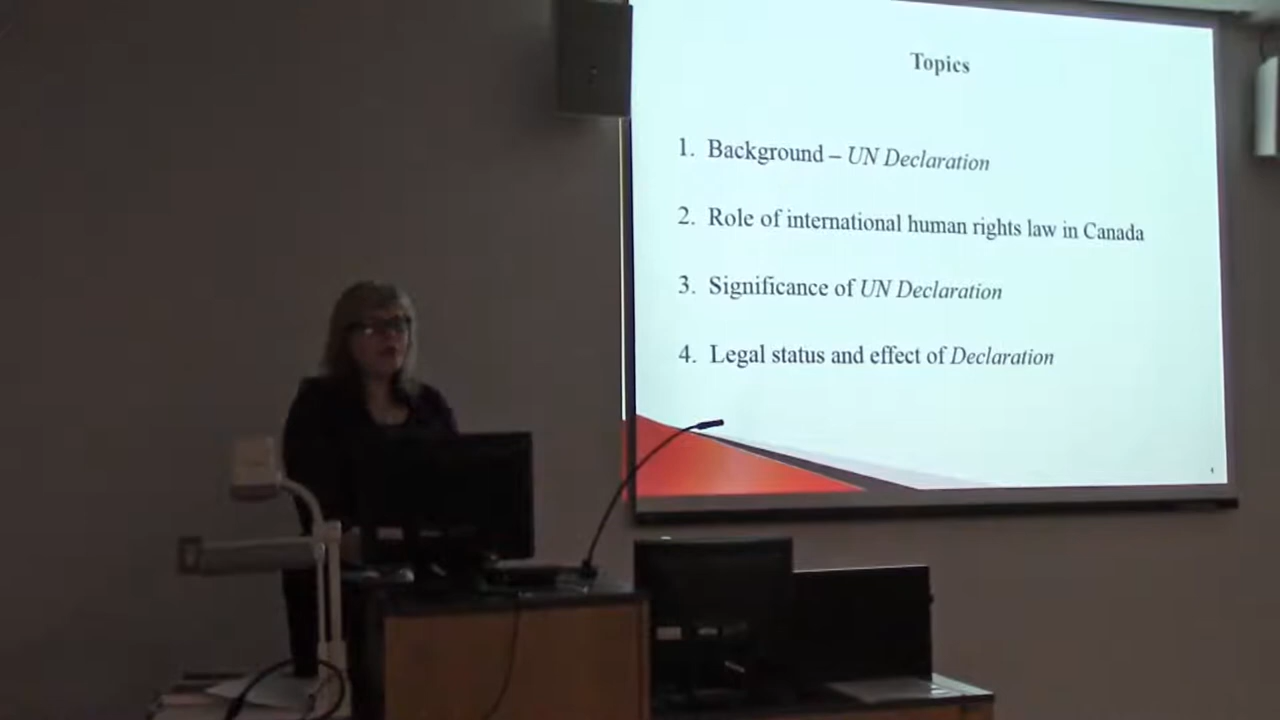 Topics
1. Background – UN Declaration
2. Role of international human rights law in Canada
3. Significance of UN Declaration
4. Legal status and effect of Declaration